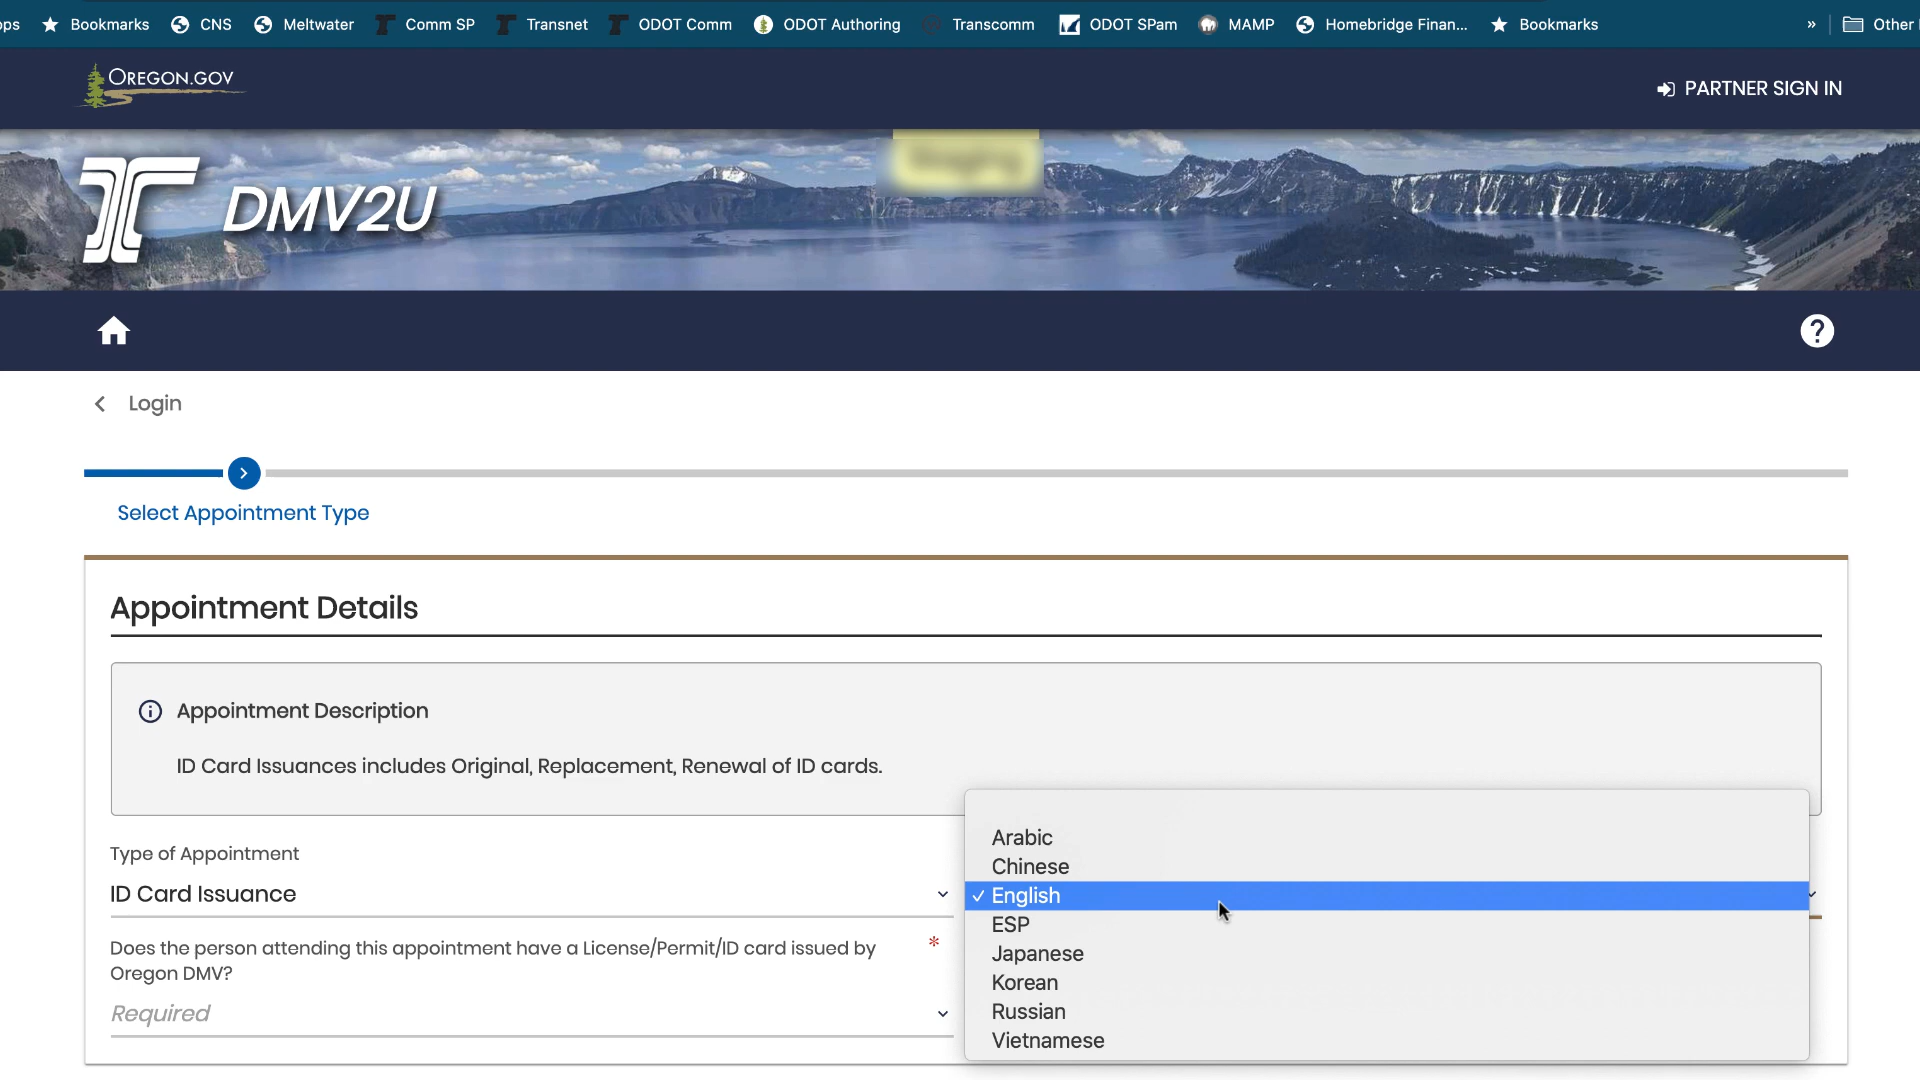 ps Bookmarks CNS Meltwater Comm SP Transnet ODOT Comm ODOT Authoring Transcomm ODOT SPam MAMP Homebridge Finan... Bookmarks » Other
OREGON.GOV
PARTNER SIGN IN
DMV2U
?
Login
Select Appointment Type
Appointment Details
Appointment Description
ID Card Issuances includes Original, Replacement, Renewal of ID cards.
Type of Appointment
ID Card Issuance
Does the person attending this appointment have a License/Permit/ID card issued by *
Oregon DMV?
Required
Arabic
Chinese
✓ English
ESP
Japanese
Korean
Russian
Vietnamese